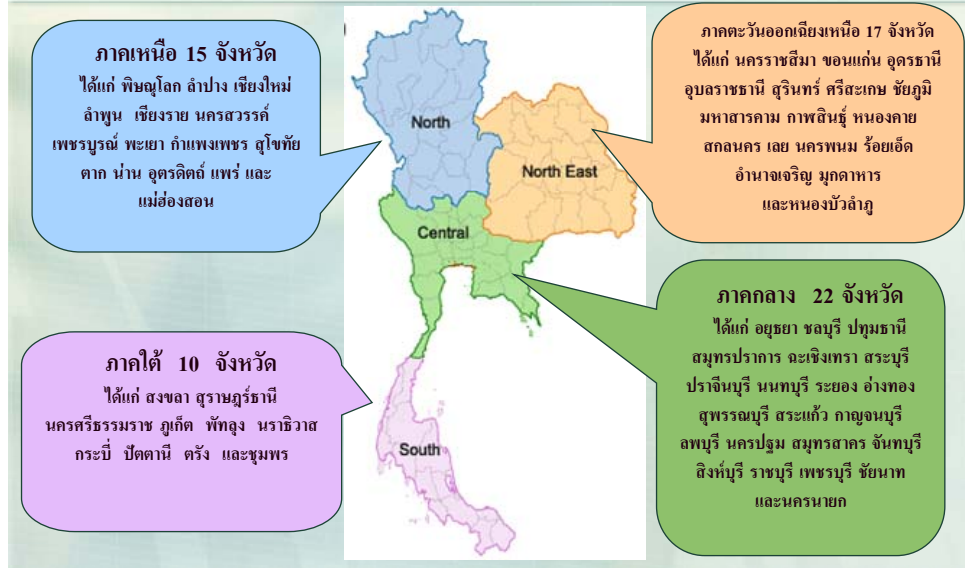 ภาคเหนือ 15 จังหวัด
ได้แก่ พิษณุโลก ลำปาง เชียงใหม่
ลำพูน เชียงราย นครสวรรค์
เพชรบูรณ์ พะเยา กำแพงเพชร สุโขทัย
ตาก น่าน อุตรดิตถ์ แพร่ และ
แม่ฮ่องสอน
ภาคตะวันออกเฉียงเหนือ 17 จังหวัด
ได้แก่ นครราชสีมา ขอนแก่น อุดรธานี
อุบลราชธานี สุรินทร์ ศรีสะเกษ ชัยภูมิ
มหาสารคาม กาฬสินธุ์ หนองคาย
สกลนคร เลย นครพนม ร้อยเอ็ด
อำนาจเจริญ มุกดาหาร
และหนองบัวลำภู
North
North East
Central
South
ภาคใต้ 10 จังหวัด
ได้แก่ สงขลา สุราษฎร์ธานี
นครศรีธรรมราช ภูเก็ต พัทลุง นราธิวาส
กระบี่ ปัตตานี ตรัง และชุมพร
ภาคกลาง 22 จังหวัด
ได้แก่ อยุธยา ชลบุรี ปทุมธานี
สมุทรปราการ ฉะเชิงเทรา สระบุรี
ปราจีนบุรี นนทบุรี ระยอง อ่างทอง
สุพรรณบุรี สระแก้ว กาญจนบุรี
ลพบุรี นครปฐม สมุทรสาคร จันทบุรี
สิงห์บุรี ราชบุรี เพชรบุรี ชัยนาท
และนครนายก